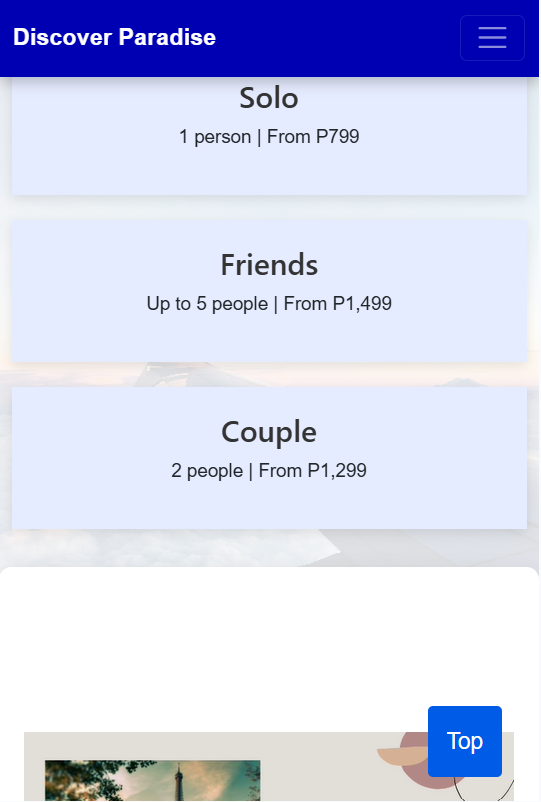 Discover Paradise
Solo
1 person | From P799
Friends
Up to 5 people | From P1,499
Couple
2 people | From P1,299
Top